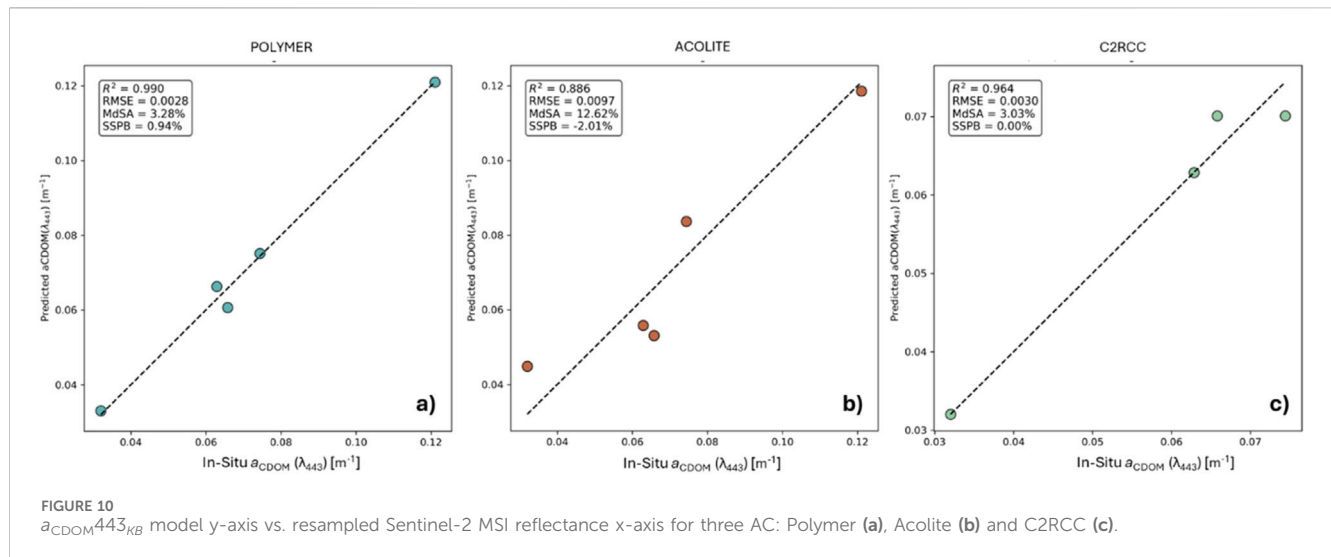 POLYMER
R² = 0.990
RMSE = 0.0028
MdSA = 3.28%
SSPB = 0.94%
0.12
0.10
0.08
0.06
0.04
Predicted aCDOM(λ₄₄₃) [m⁻¹]
a)
0.04 0.06 0.08 0.10 0.12
In-Situ a_CDOM (λ₄₄₃) [m⁻¹]
ACOLITE
R² = 0.886
RMSE = 0.0097
MdSA = 12.62%
SSPB = -2.01%
0.12
0.10
0.08
0.06
0.04
Predicted aCDOM(λ₄₄₃) [m⁻¹]
b)
0.04 0.06 0.08 0.10 0.12
In-Situ a_CDOM (λ₄₄₃) [m⁻¹]
C2RCC
R² = 0.964
RMSE = 0.0030
MdSA = 3.03%
SSPB = 0.00%
0.07
0.06
0.05
0.04
0.03
Predicted aCDOM(λ₄₄₃) [m⁻¹]
c)
0.03 0.04 0.05 0.06 0.07
In-Situ a_CDOM (λ₄₄₃) [m⁻¹]
FIGURE 10
a_CDOM443_KB model y-axis vs. resampled Sentinel-2 MSI reflectance x-axis for three AC: Polymer (a), Acolite (b) and C2RCC (c).